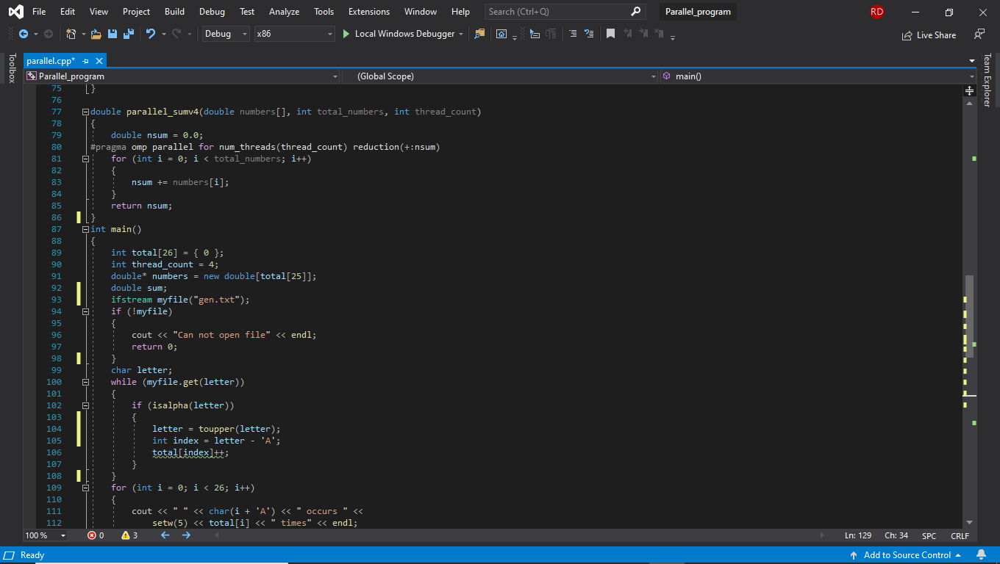 File Edit View Project Build Debug Test Analyze Tools Extensions Window Help Search (Ctrl+Q) Parallel_program RD
Debug x86 Local Windows Debugger Live Share
Toolbox
parallel.cpp*
Team Explorer
Parallel_program (Global Scope) main()
75 }
76
77 double parallel_sumv4(double numbers[], int total_numbers, int thread_count)
78 {
79 double nsum = 0.0;
80 #pragma omp parallel for num_threads(thread_count) reduction(+:nsum)
81 for (int i = 0; i < total_numbers; i++)
82 {
83 nsum += numbers[i];
84 }
85 return nsum;
86 }
87 int main()
88 {
89 int total[26] = { 0 };
90 int thread_count = 4;
91 double* numbers = new double[total[25]];
92 double sum;
93 ifstream myfile("gen.txt");
94 if (!myfile)
95 {
96 cout << "Can not open file" << endl;
97 return 0;
98 }
99 char letter;
100 while (myfile.get(letter))
101 {
102 if (isalpha(letter))
103 {
104 letter = toupper(letter);
105 int index = letter - 'A';
106 total[index]++;
107 }
108 }
109 for (int i = 0; i < 26; i++)
110 {
111 cout << " " << char(i + 'A') << " occurs " <<
112 setw(5) << total[i] << " times" << endl;
100 % 0 3 Ln: 129 Ch: 34 SPC CRLF
Ready Add to Source Control